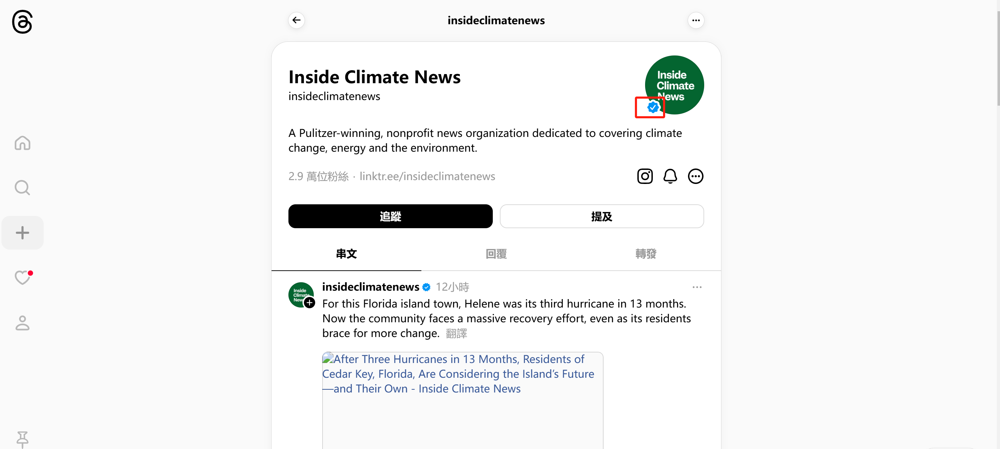 insideclimatenews
Inside Climate News
insideclimatenews
Inside
Climate
News
A Pulitzer-winning, nonprofit news organization dedicated to covering climate
change, energy and the environment.
2.9 萬位粉絲 · linktr.ee/insideclimatenews
追蹤
提及
串文
回覆
轉發
Inside
Climate
News
insideclimatenews 12小時
For this Florida island town, Helene was its third hurricane in 13 months.
Now the community faces a massive recovery effort, even as its residents
brace for more change. 翻譯
After Three Hurricanes in 13 Months, Residents of
Cedar Key, Florida, Are Considering the Island’s Future
—and Their Own - Inside Climate News